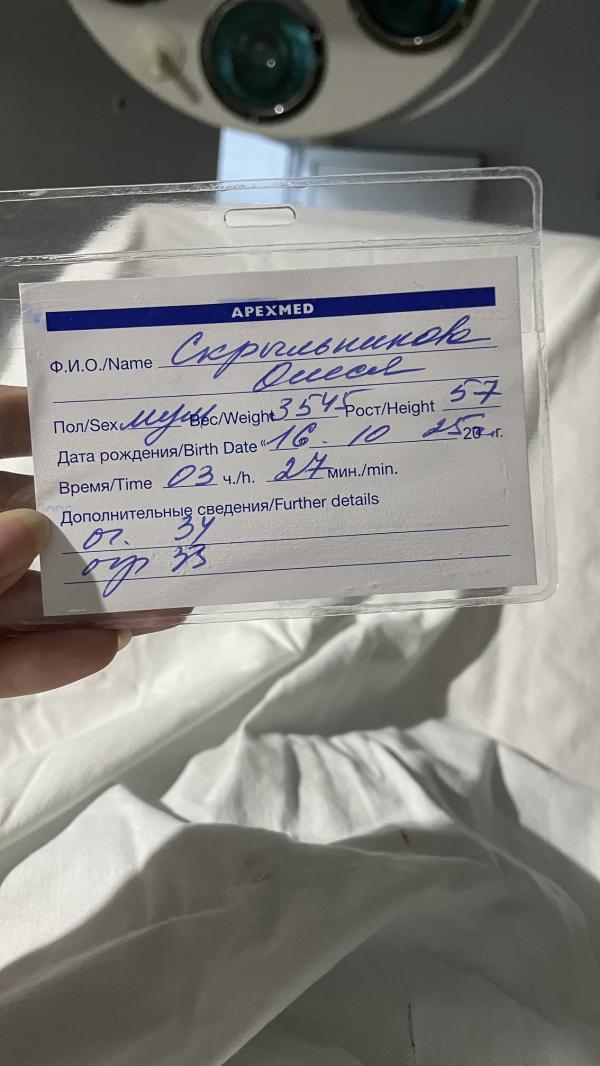 APEXMED
Ф.И.О./Name Скрыльникова
Олеся
Пол/Sex муж Вес/Weight 3545 Рост/Height 57
Дата рождения/Birth Date "16. 10 25 20 г.
Время/Time 03 ч./h. 27 мин./min.
Дополнительные сведения/Further details
ог. 34
огр 33